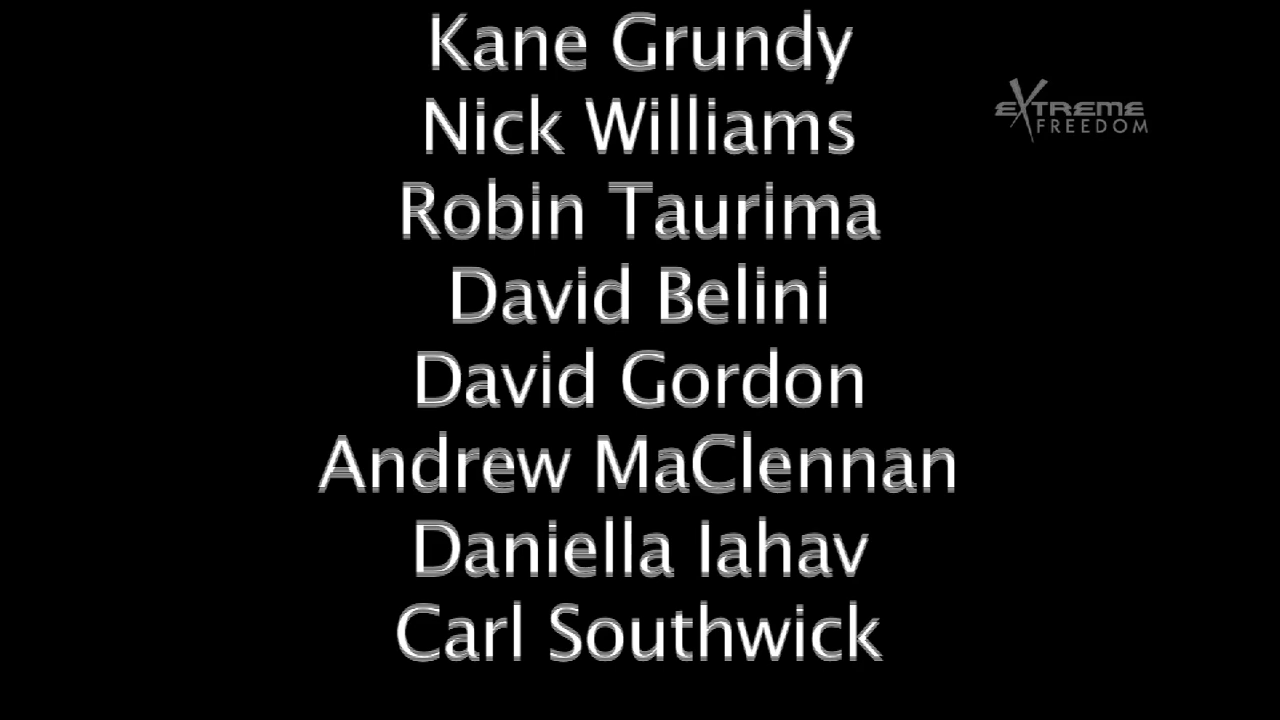 Kane Grundy
Nick Williams
Robin Taurima
David Belini
David Gordon
Andrew MaClennan
Daniella Iahav
Carl Southwick
EXTREME
FREEDOM